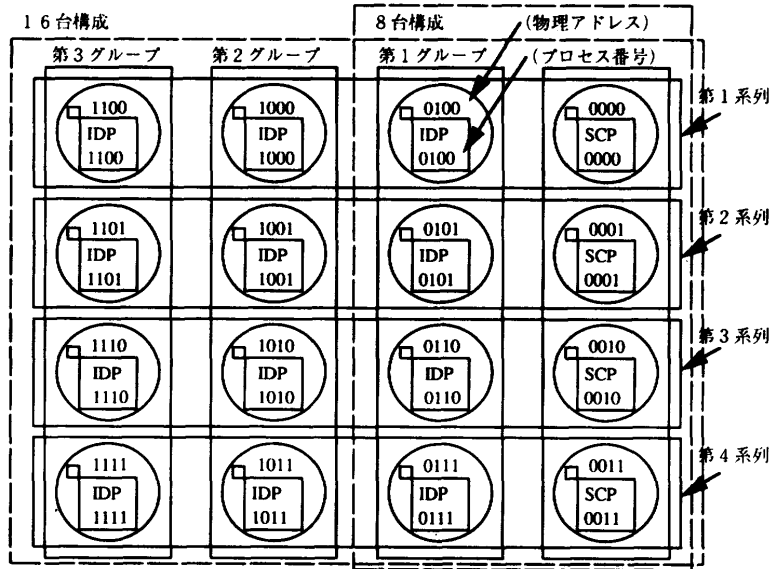 16台構成 8台構成 (物理アドレス)
第3グループ 第2グループ 第1グループ (プロセス番号)
第1系列
1100 1000 0100 0000
IDP IDP IDP SCP
1100 1000 0100 0000
第2系列
1101 1001 0101 0001
IDP IDP IDP SCP
1101 1001 0101 0001
第3系列
1110 1010 0110 0010
IDP IDP IDP SCP
1110 1010 0110 0010
第4系列
1111 1011 0111 0011
IDP IDP IDP SCP
1111 1011 0111 0011